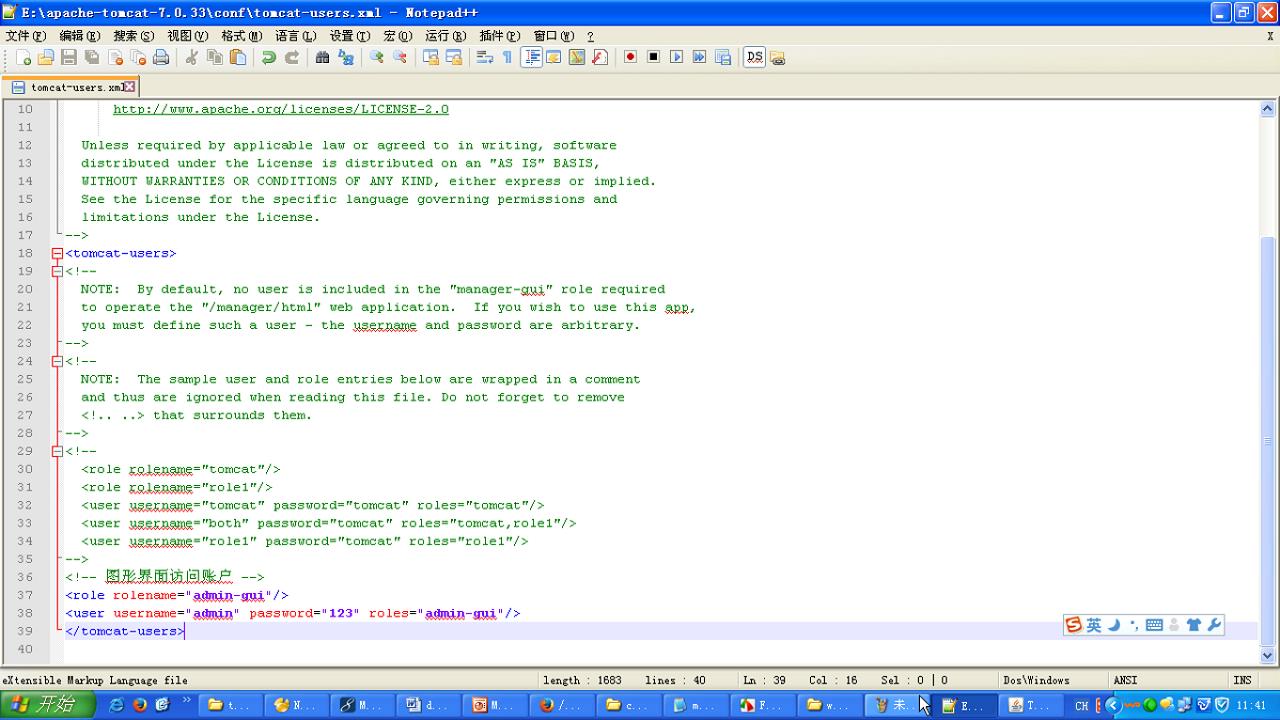 E:\apache-tomcat-7.0.33\conf\tomcat-users.xml - Notepad++
文件(F) 编辑(E) 搜索(S) 视图(V) 格式(M) 语言(L) 设置(T) 宏(O) 运行(R) 插件(P) 窗口(W) ? X
tomcat-users.xml
10 http://www.apache.org/licenses/LICENSE-2.0
11
12 Unless required by applicable law or agreed to in writing, software
13 distributed under the License is distributed on an "AS IS" BASIS,
14 WITHOUT WARRANTIES OR CONDITIONS OF ANY KIND, either express or implied.
15 See the License for the specific language governing permissions and
16 limitations under the License.
17 -->
18 <tomcat-users>
19 <!--
20 NOTE:  By default, no user is included in the "manager-gui" role required
21 to operate the "/manager/html" web application.  If you wish to use this app,
22 you must define such a user - the username and password are arbitrary.
23 -->
24 <!--
25 NOTE:  The sample user and role entries below are wrapped in a comment
26 and thus are ignored when reading this file. Do not forget to remove
27 <!.. ..> that surrounds them.
28 -->
29 <!--
30 <role rolename="tomcat"/>
31 <role rolename="role1"/>
32 <user username="tomcat" password="tomcat" roles="tomcat"/>
33 <user username="both" password="tomcat" roles="tomcat,role1"/>
34 <user username="role1" password="tomcat" roles="role1"/>
35 -->
36 <!-- 图形界面访问账户 -->
37 <role rolename="admin-gui"/>
38 <user username="admin" password="123" roles="admin-gui"/>
39 </tomcat-users>
40
英
eXtensible Markup Language file length : 1683 lines : 40 Ln : 39 Col : 16 Sel : 0 | 0 Dos\Windows ANSI INS
开始 t... N... M... d... M... /... c... m... F... w... 未... E... T... CH 11:41